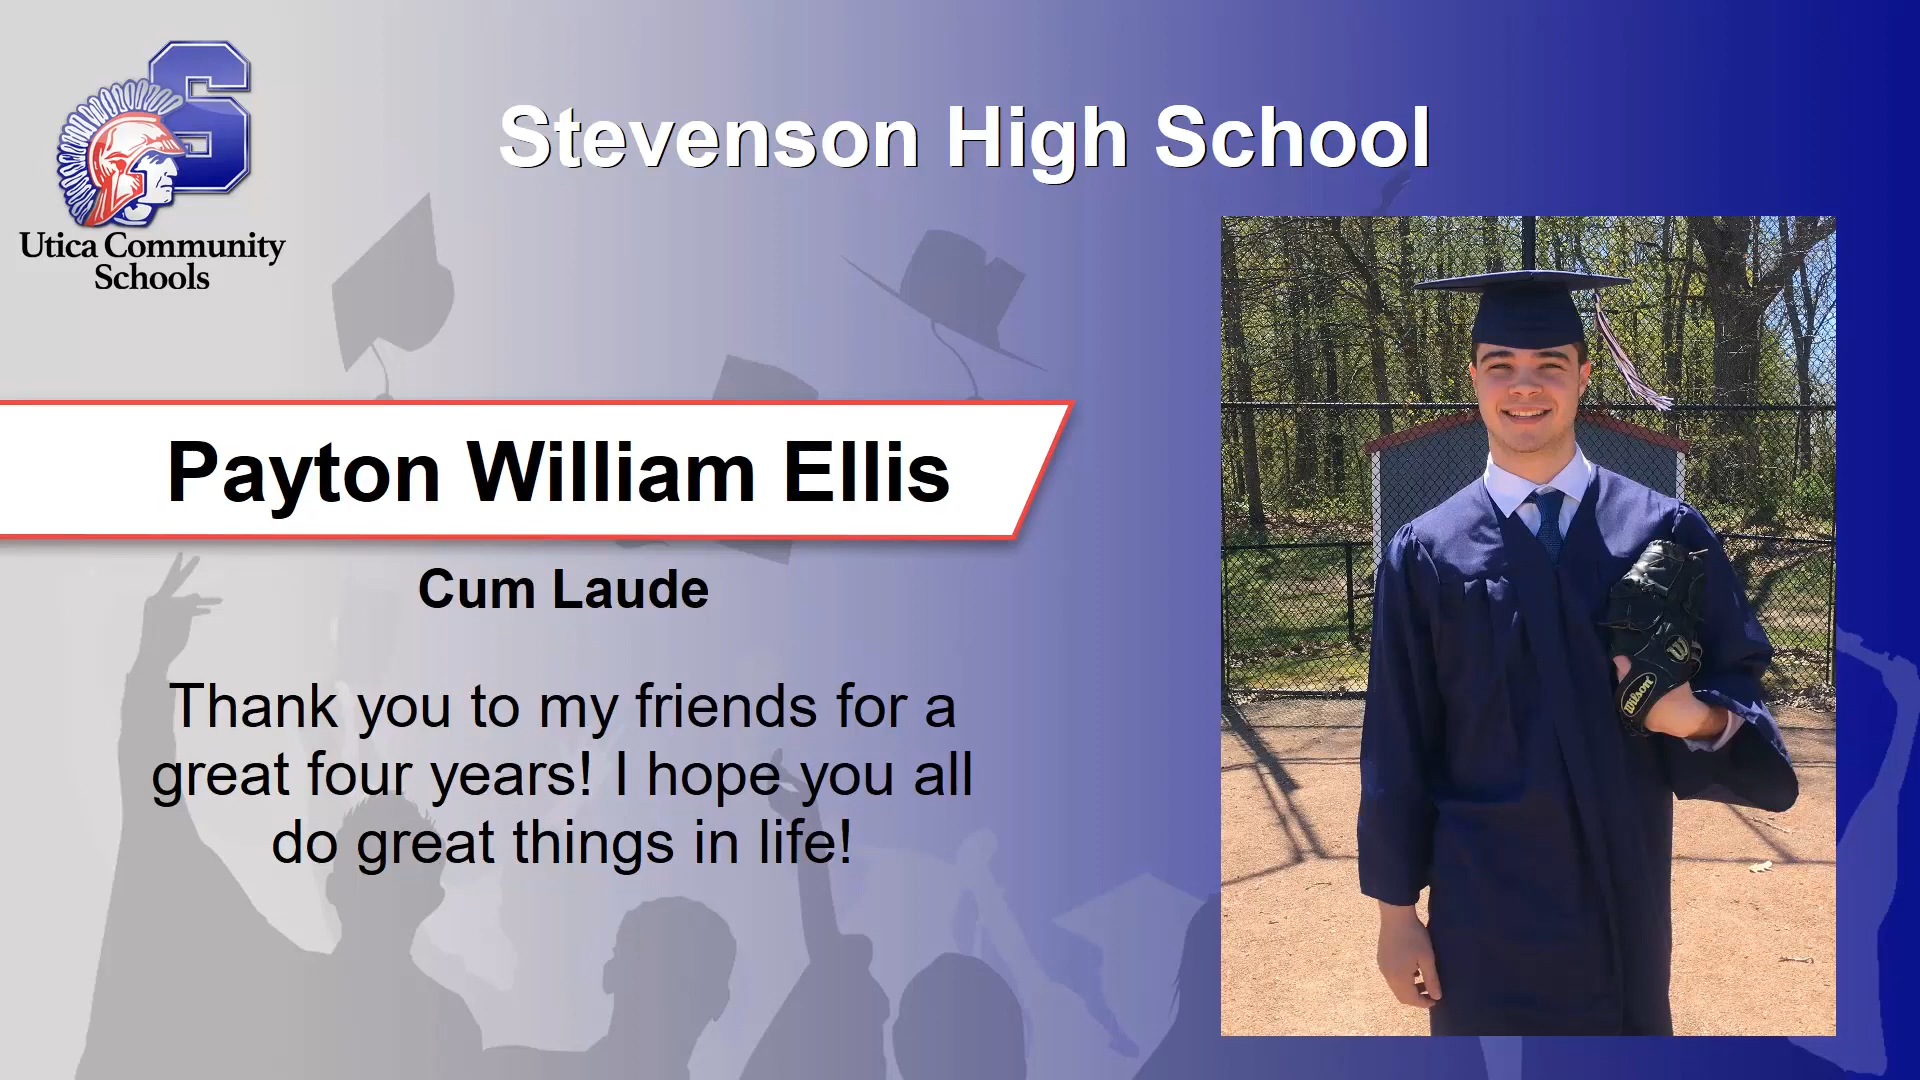 S
Utica Community
Schools
Stevenson High School
Payton William Ellis
Cum Laude
Thank you to my friends for a
great four years! I hope you all
do great things in life!
W
Wilson